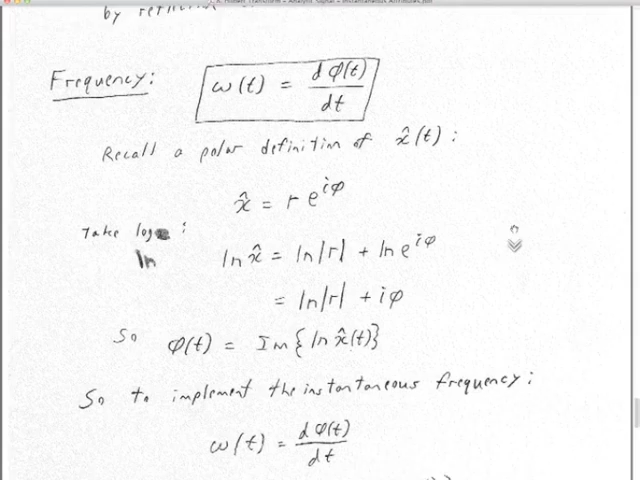 by
Frequency: ω(t) = dφ(t)/dt
Recall a polar definition of x̂(t):
x̂ = r e^{iφ}
Take log:
ln
ln x̂ = ln|r| + ln e^{iφ}
= ln|r| + iφ
So φ(t) = Im{ln x̂(t)}
So to implement the instantaneous frequency:
ω(t) = dφ(t)/dt